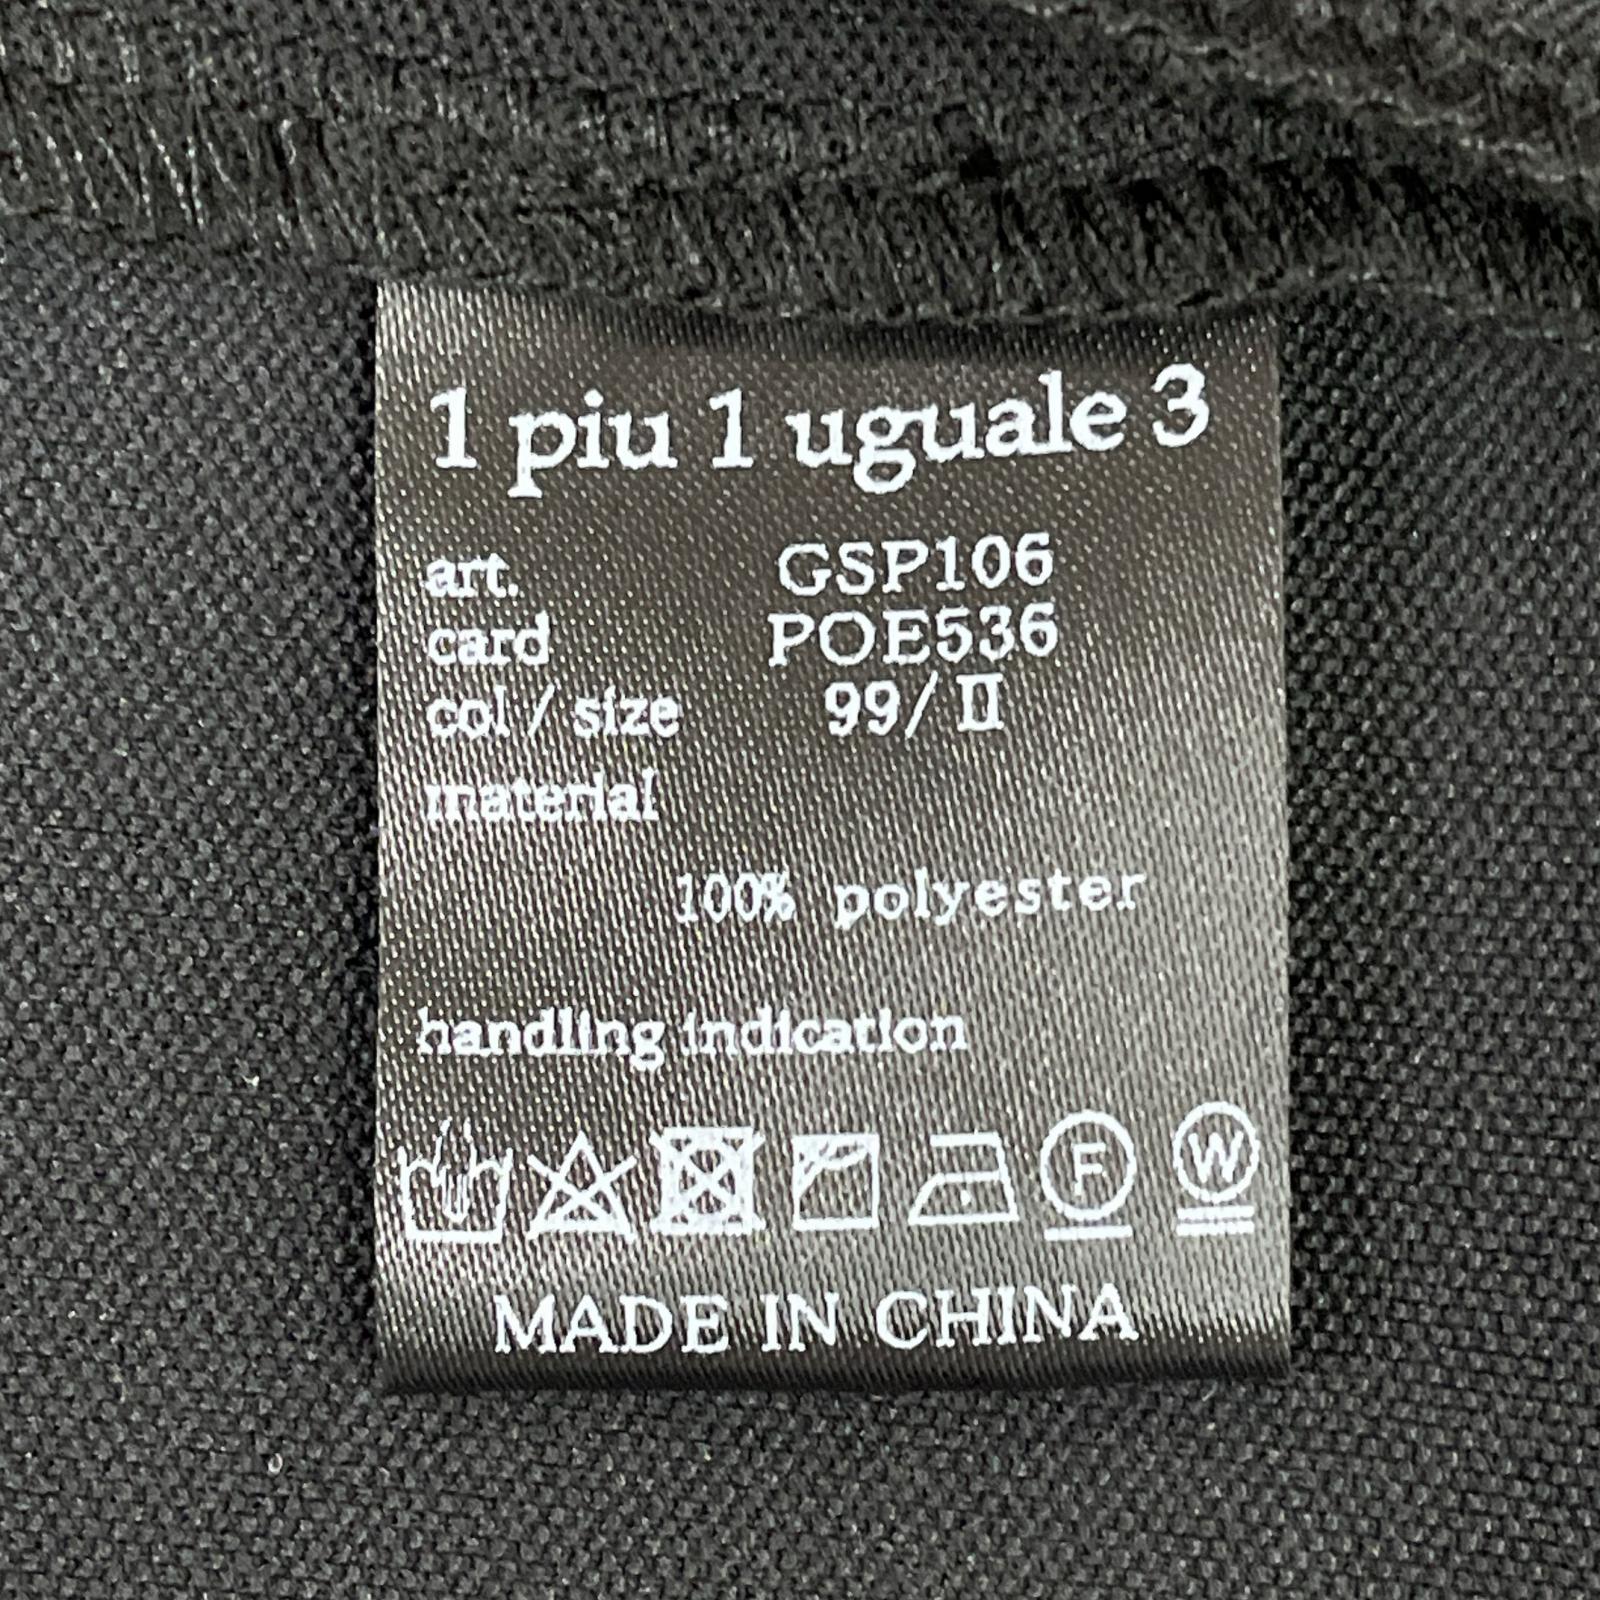 1 piu 1 uguale 3
art. GSP106
card POE536
col / size 99/ II
material
100% polyester
handling indication
F W
MADE IN CHINA